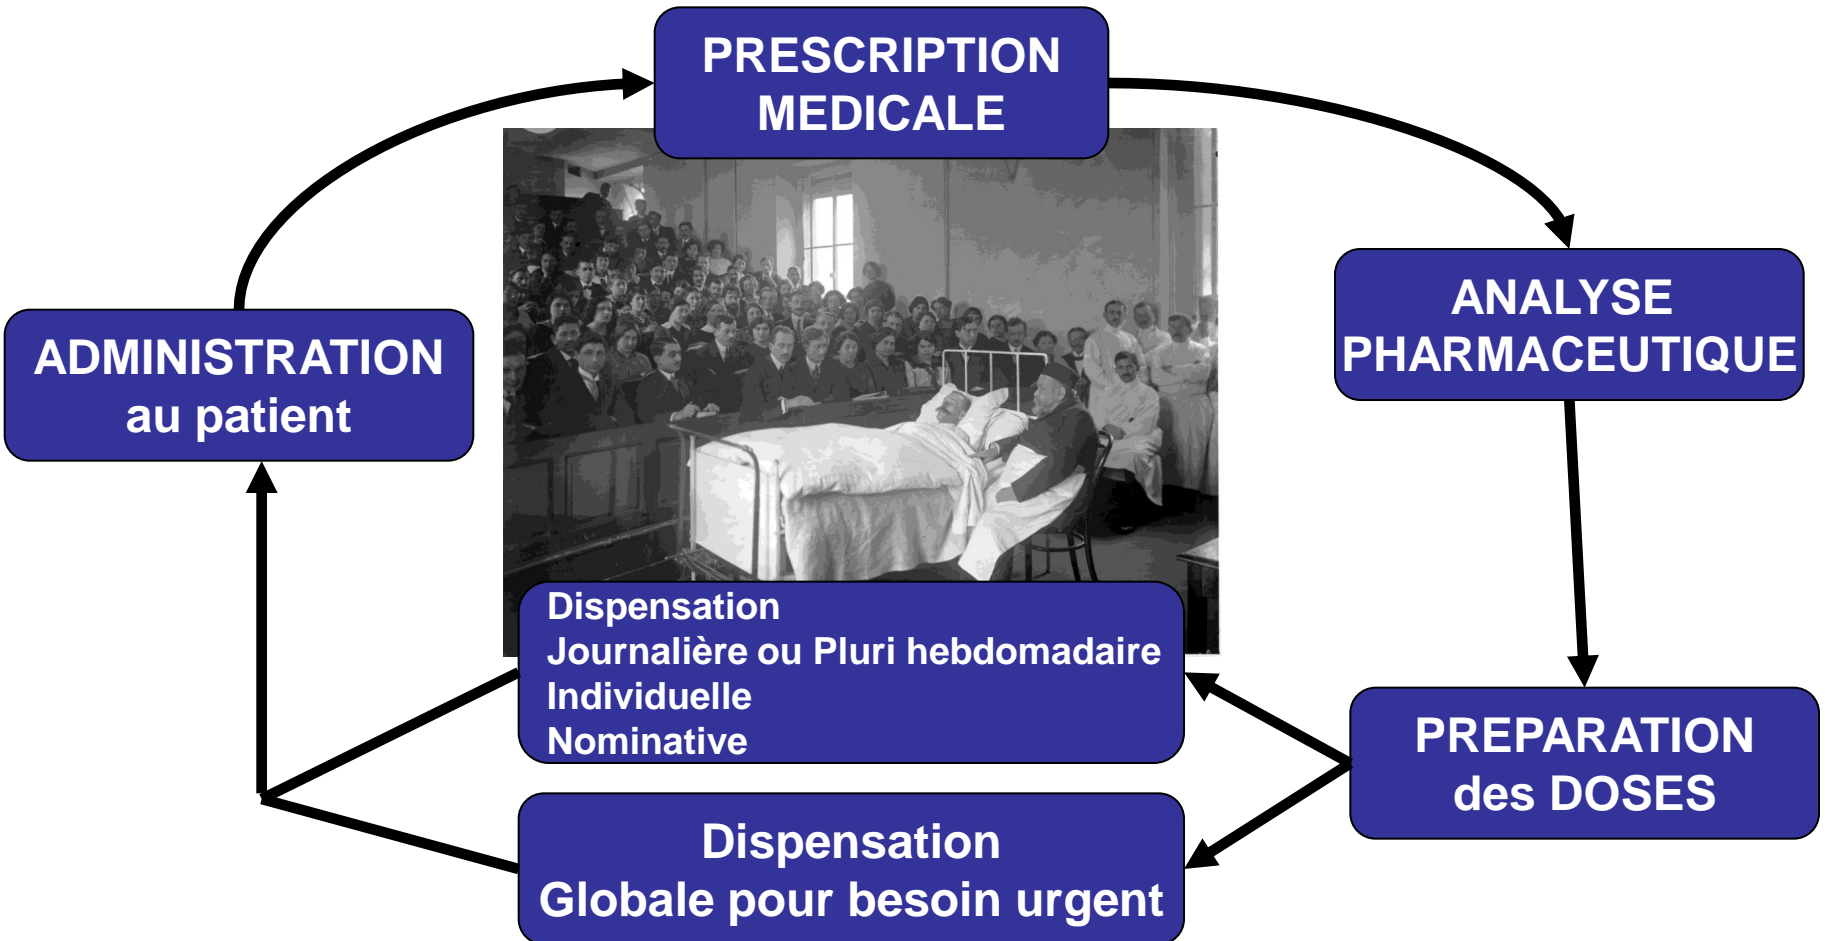 PRESCRIPTION
MEDICALE
ANALYSE
PHARMACEUTIQUE
ADMINISTRATION
au patient
Dispensation
Journalière ou Pluri hebdomadaire
Individuelle
Nominative
PREPARATION
des DOSES
Dispensation
Globale pour besoin urgent